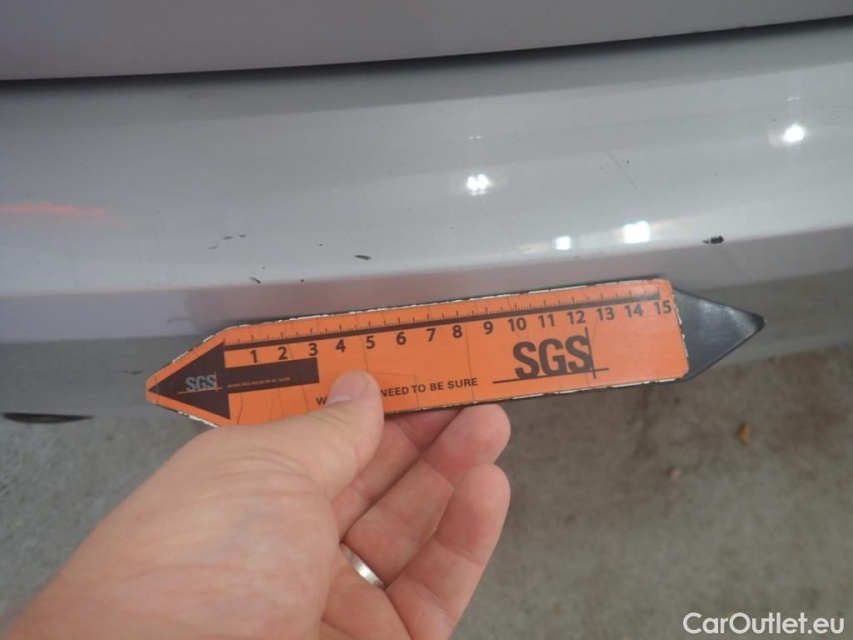 1 2 3 4 5 6 7 8 9 10 11 12 13 14 15
SGS
SGS
NEED TO BE SURE
CarOutlet.eu